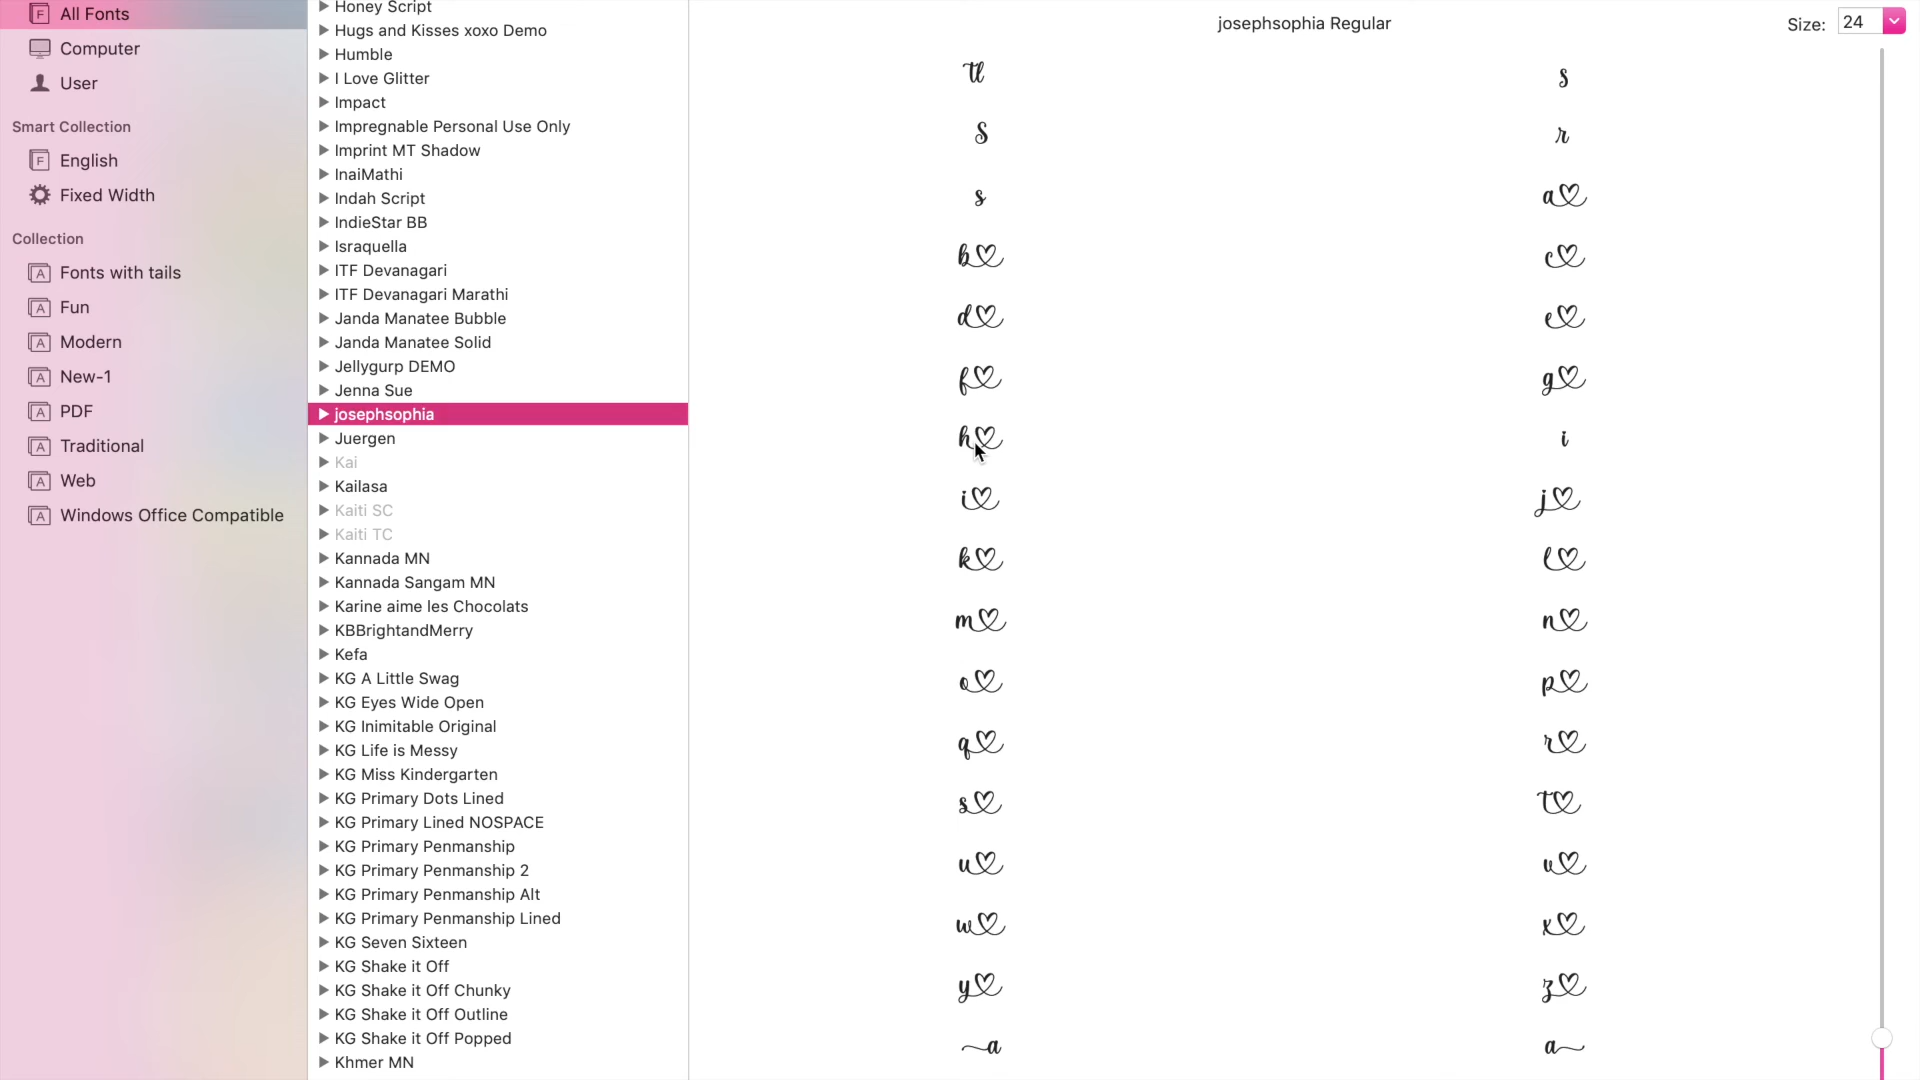 All Fonts
Computer
User
Smart Collection
English
Fixed Width
Collection
Fonts with tails
Fun
Modern
New-1
PDF
Traditional
Web
Windows Office Compatible
Honey Script
Hugs and Kisses xoxo Demo
Humble
I Love Glitter
Impact
Impregnable Personal Use Only
Imprint MT Shadow
InaiMathi
Indah Script
IndieStar BB
Israquella
ITF Devanagari
ITF Devanagari Marathi
Janda Manatee Bubble
Janda Manatee Solid
Jellygurp DEMO
Jenna Sue
josephsophia
Juergen
Kai
Kailasa
Kaiti SC
Kaiti TC
Kannada MN
Kannada Sangam MN
Karine aime les Chocolats
KBBrightandMerry
Kefa
KG A Little Swag
KG Eyes Wide Open
KG Inimitable Original
KG Life is Messy
KG Miss Kindergarten
KG Primary Dots Lined
KG Primary Lined NOSPACE
KG Primary Penmanship
KG Primary Penmanship 2
KG Primary Penmanship Alt
KG Primary Penmanship Lined
KG Seven Sixteen
KG Shake it Off
KG Shake it Off Chunky
KG Shake it Off Outline
KG Shake it Off Popped
Khmer MN
josephsophia Regular
Size: 24
tl s
S r
s a
b c
d e
f g
h i
i j
k l
m n
o p
q r
s t
u v
w x
y z
a a